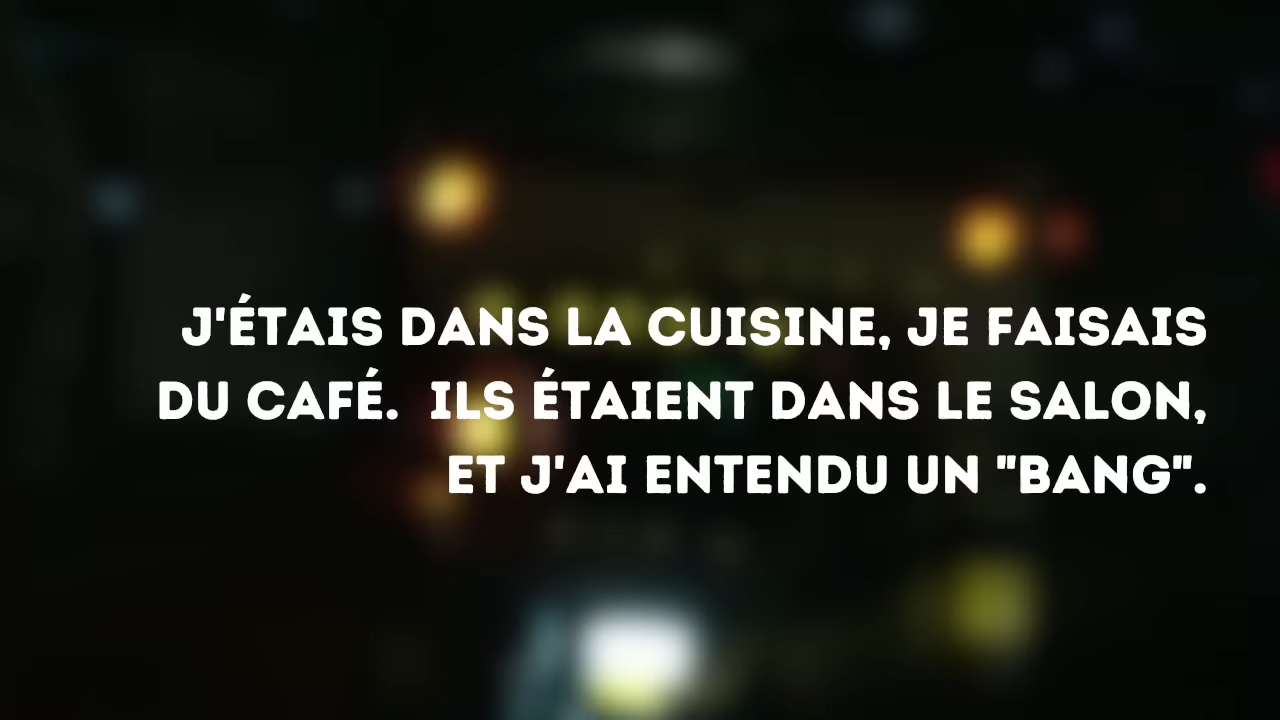 J'ÉTAIS DANS LA CUISINE, JE FAISAIS
DU CAFÉ.  ILS ÉTAIENT DANS LE SALON,
ET J'AI ENTENDU UN "BANG".